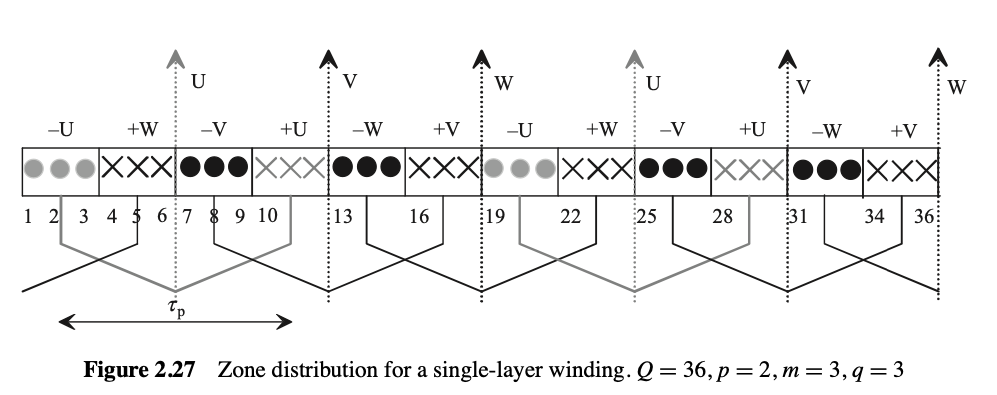 U V W U V W
–U +W –V +U –W +V –U +W –V +U –W +V
1 2 3 4 5 6 7 8 9 10 13 16 19 22 25 28 31 34 36
τp
Figure 2.27 Zone distribution for a single-layer winding. Q = 36, p = 2, m = 3, q = 3